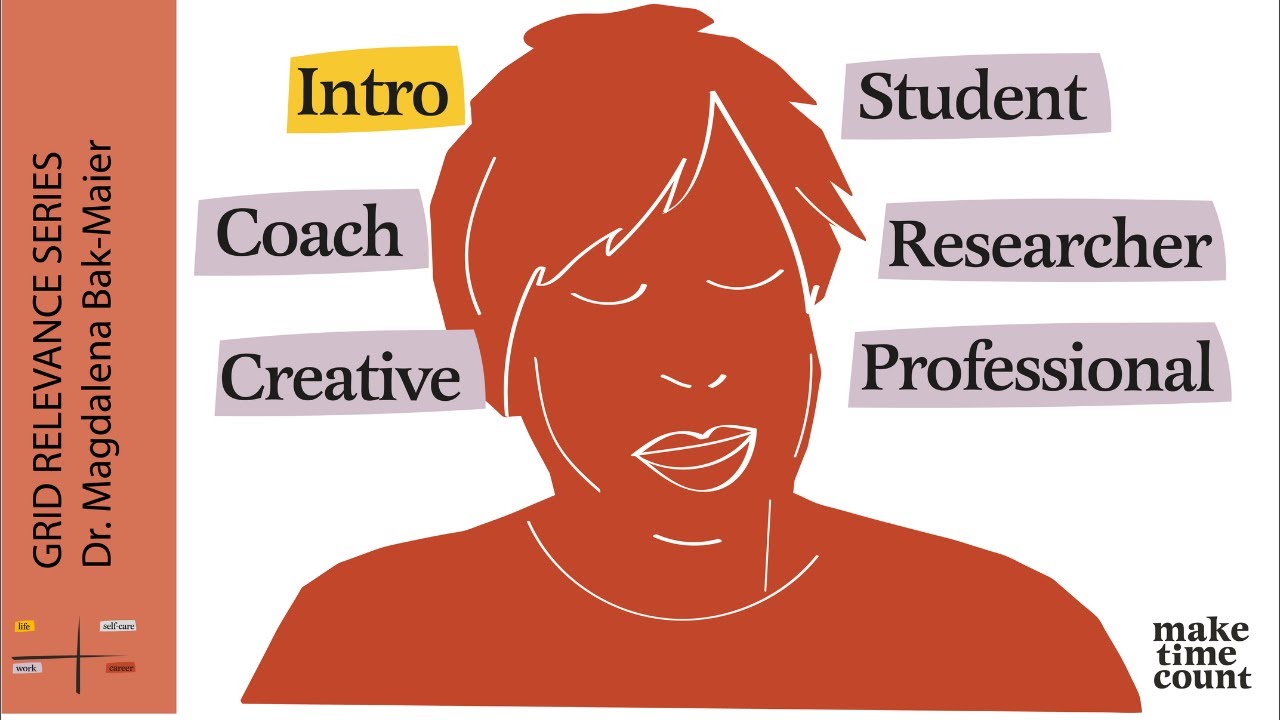 GRID RELEVANCE SERIES
Dr. Magdalena Bak-Maier
life
self-care
work
career
Intro
Student
Coach
Researcher
Creative
Professional
make
time
count